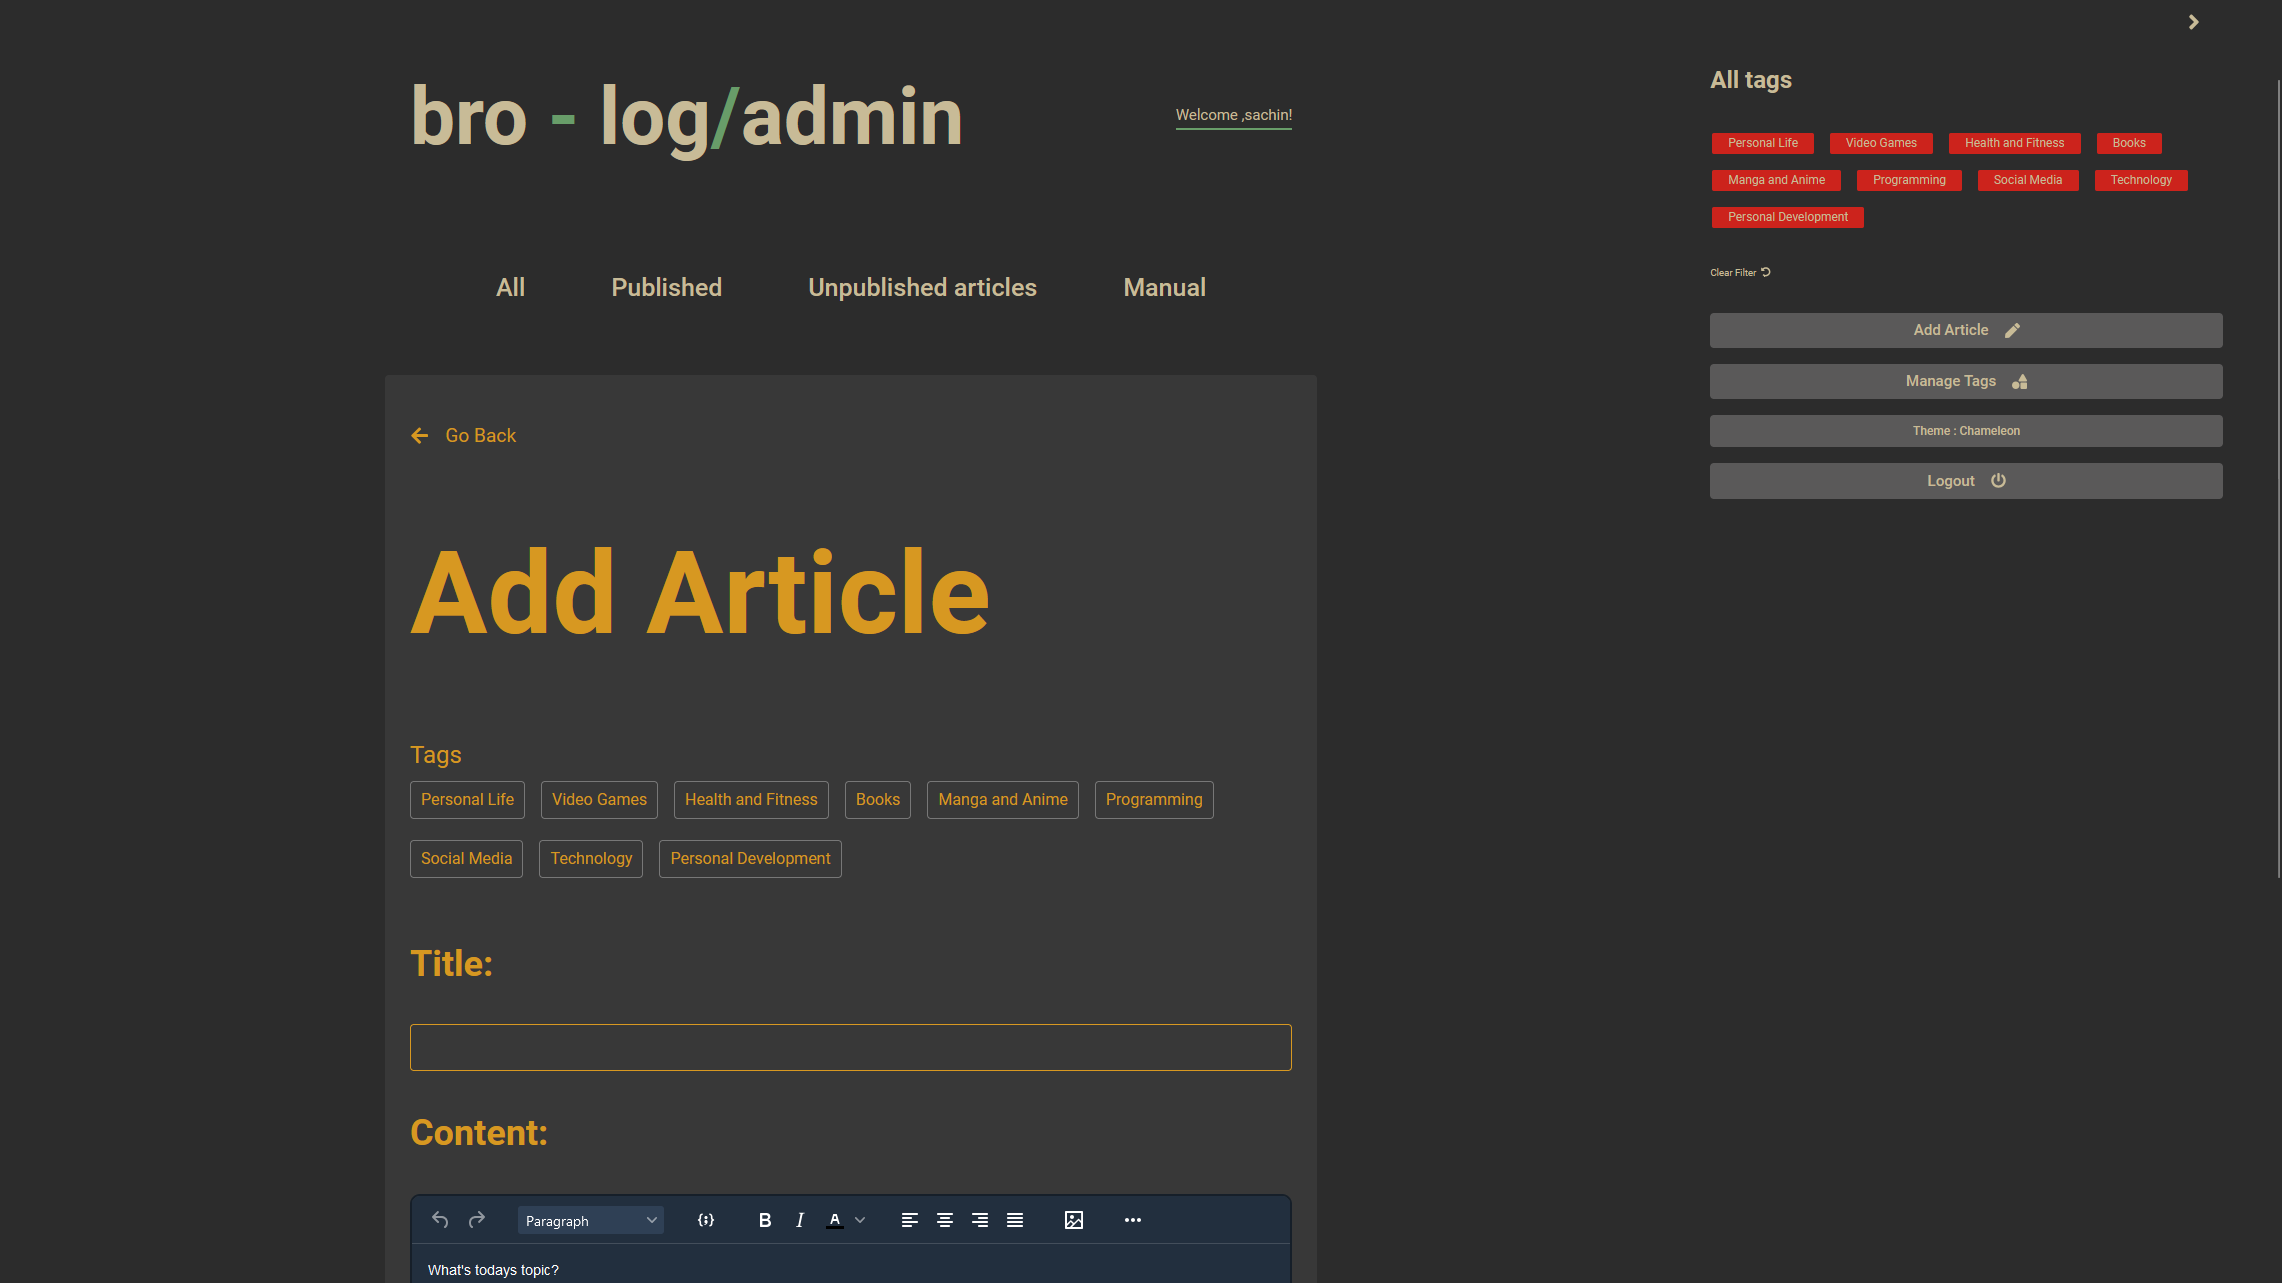 bro - log/admin
Welcome ,sachin!
All
Published
Unpublished articles
Manual
Go Back
Add Article
Tags
Personal Life
Video Games
Health and Fitness
Books
Manga and Anime
Programming
Social Media
Technology
Personal Development
Title:
Content:
Paragraph
B
I
A
What's todays topic?
All tags
Personal Life
Video Games
Health and Fitness
Books
Manga and Anime
Programming
Social Media
Technology
Personal Development
Clear Filter
Add Article
Manage Tags
Theme : Chameleon
Logout